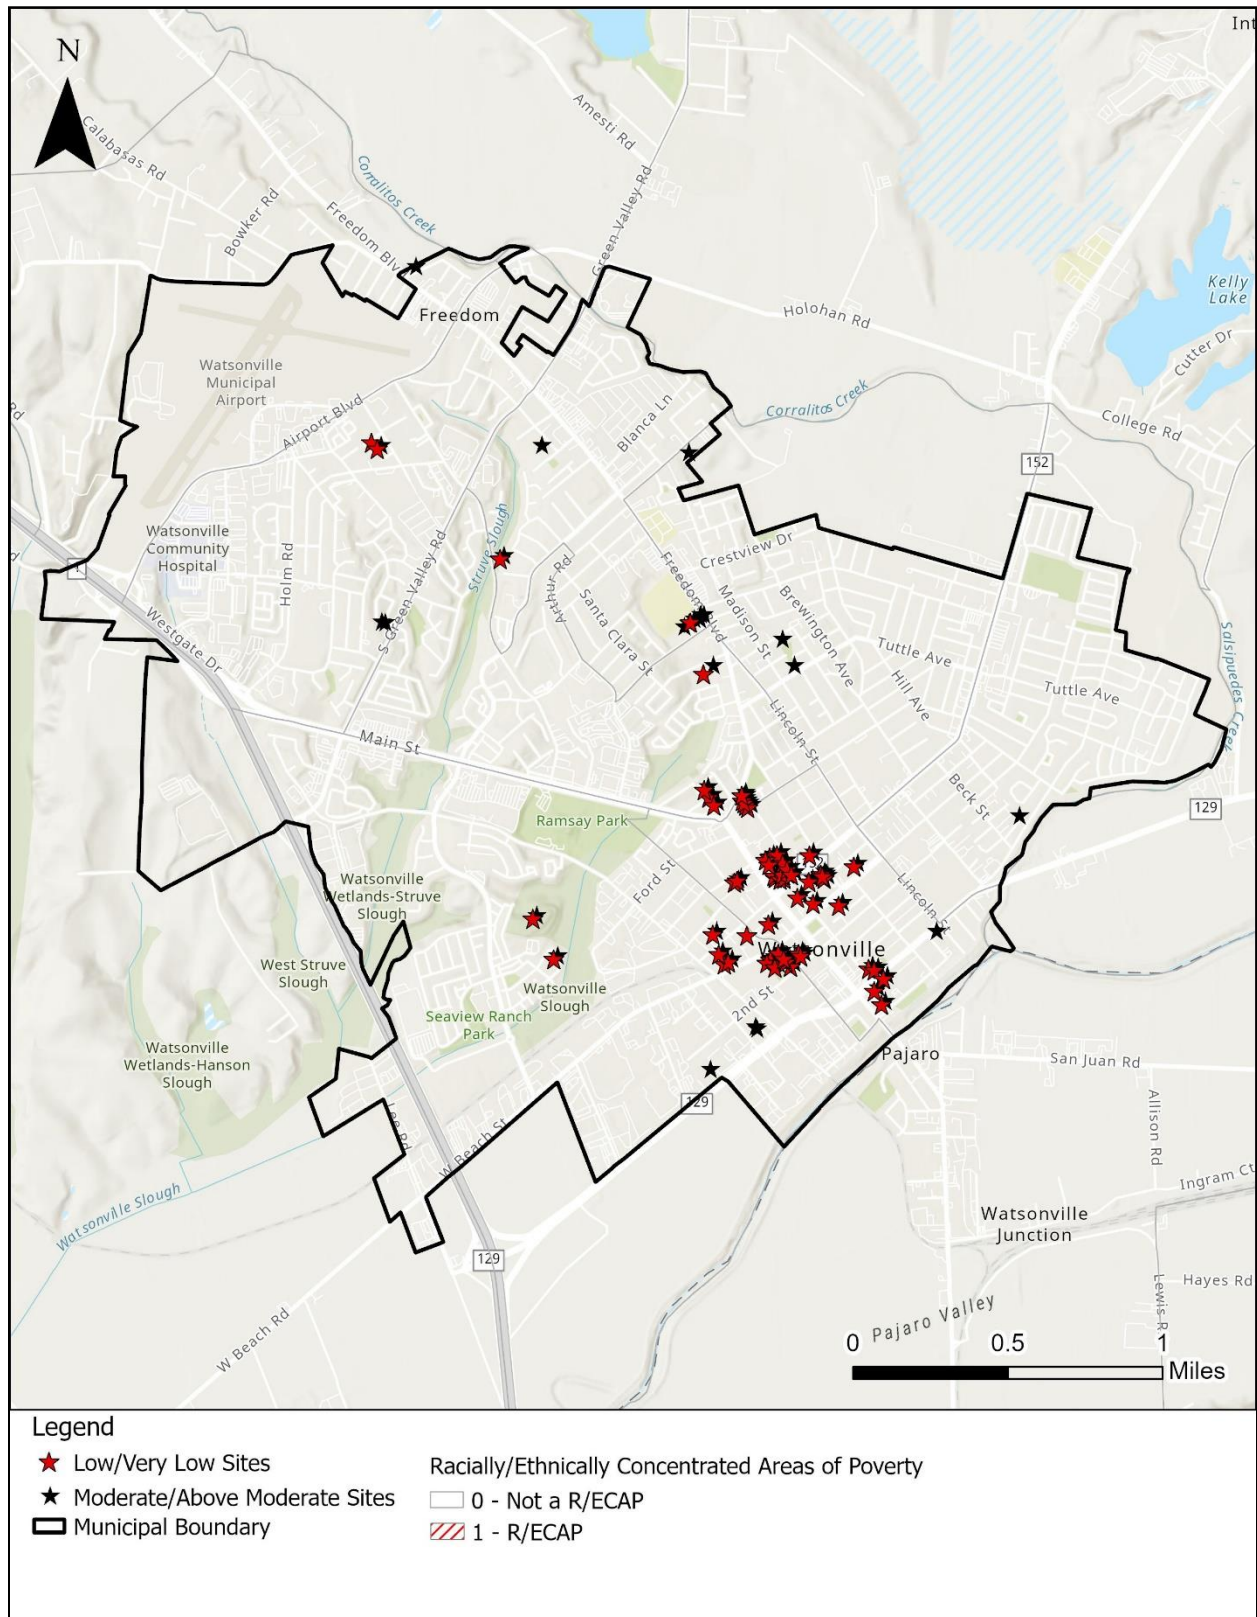 Int
N
Amesti Rd
Calabasas Rd
Corralitos Creek
Bowker Rd
Freedom Blv
Green Valley Rd
Kelly
Lake
Freedom
Holohan Rd
Cutter Dr
Watsonville
Municipal
Airport
Airport Blvd
Blanca Ln
Corralitos Creek
College Rd
Rd
152
Watsonville
Community
Hospital
Holm Rd
S Green Valley Rd
Struve Slough
Arthur Rd
Santa Clara St
Freedom Blvd
Crestview Dr
Madison St
Brewington Ave
Tuttle Ave
Hill Ave
Tuttle Ave
Salsipuedes Creek
1
Westgate Dr
Main St
Lincoln St
Beck St
129
Ramsay Park
Ford St
Lincoln St
Watsonville
Wetlands-Struve
Slough
Watsonville
West Struve
Slough
Watsonville
Slough
2nd St
Seaview Ranch
Park
Watsonville
Wetlands-Hanson
Slough
Pajaro
San Juan Rd
129
Allison Rd
Lee Rd
W Beach St
Ingram Ct
Watsonville Slough
Watsonville
Junction
129
Hayes Rd
Lewis R
W Beach Rd
Pajaro Valley
0 0.5 1
Miles
Legend
Low/Very Low Sites
Moderate/Above Moderate Sites
Municipal Boundary
Racially/Ethnically Concentrated Areas of Poverty
0 - Not a R/ECAP
1 - R/ECAP